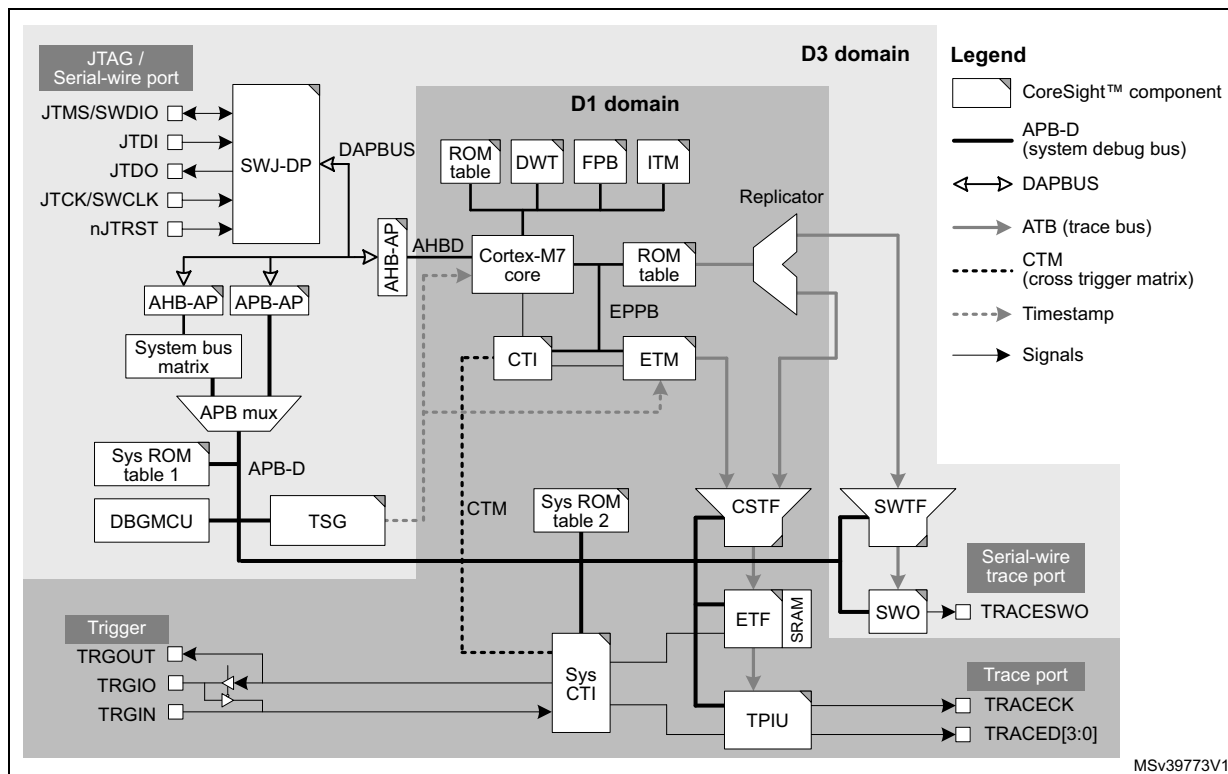 JTAG /
Serial-wire port
D3 domain
Legend
JTMS/SWDIO
JTDI
JTDO
JTCK/SWCLK
nJTRST
SWJ-DP
DAPBUS
D1 domain
ROM
table
DWT
FPB
ITM
Replicator
CoreSight™ component
APB-D
(system debug bus)
DAPBUS
ATB (trace bus)
CTM
(cross trigger matrix)
Timestamp
Signals
AHB-AP
AHBD
Cortex-M7
core
ROM
table
AHB-AP
APB-AP
EPPB
System bus
matrix
CTI
ETM
APB mux
Sys ROM
table 1
APB-D
DBGMCU
TSG
CTM
Sys ROM
table 2
CSTF
SWTF
Serial-wire
trace port
ETF
SRAM
SWO
TRACESWO
Trigger
TRGOUT
TRGIO
TRGIN
Sys
CTI
TPIU
Trace port
TRACECK
TRACED[3:0]
MSv39773V1